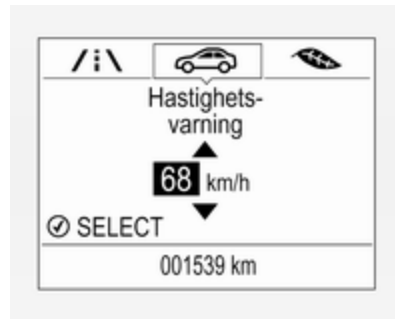 Hastighets-
varning
68 km/h
SELECT
001539 km